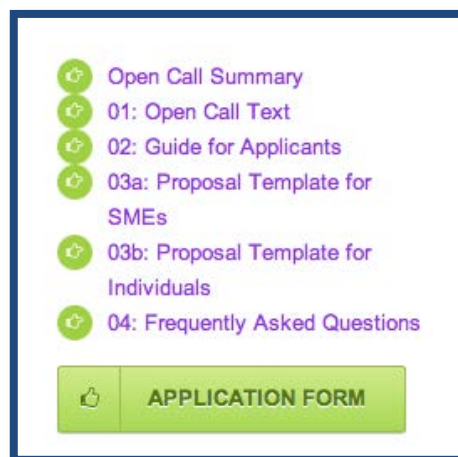 Open Call Summary
01: Open Call Text
02: Guide for Applicants
03a: Proposal Template for
SMEs
03b: Proposal Template for
Individuals
04: Frequently Asked Questions
APPLICATION FORM